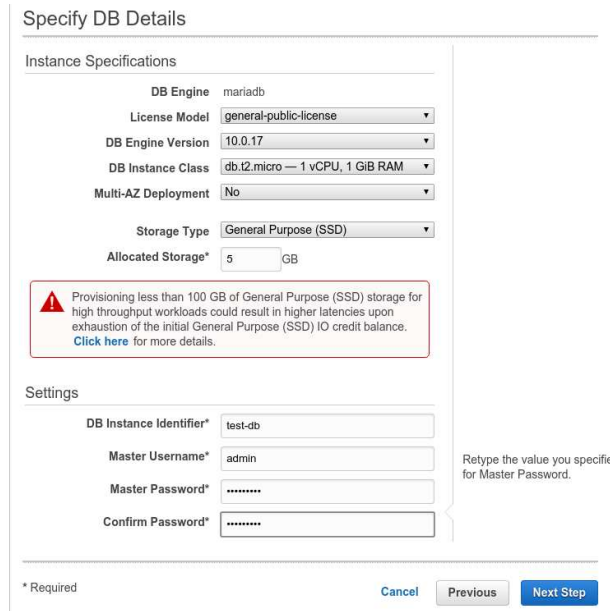 Specify DB Details
Instance Specifications
DB Engine mariadb
License Model general-public-license
DB Engine Version 10.0.17
DB Instance Class db.t2.micro — 1 vCPU, 1 GiB RAM
Multi-AZ Deployment No
Storage Type General Purpose (SSD)
Allocated Storage* 5 GB
Provisioning less than 100 GB of General Purpose (SSD) storage for
high throughput workloads could result in higher latencies upon
exhaustion of the initial General Purpose (SSD) IO credit balance.
Click here for more details.
Settings
DB Instance Identifier* test-db
Master Username* admin
Master Password* •••••••••
Confirm Password* •••••••••
Retype the value you specifie
for Master Password.
* Required
Cancel Previous Next Step